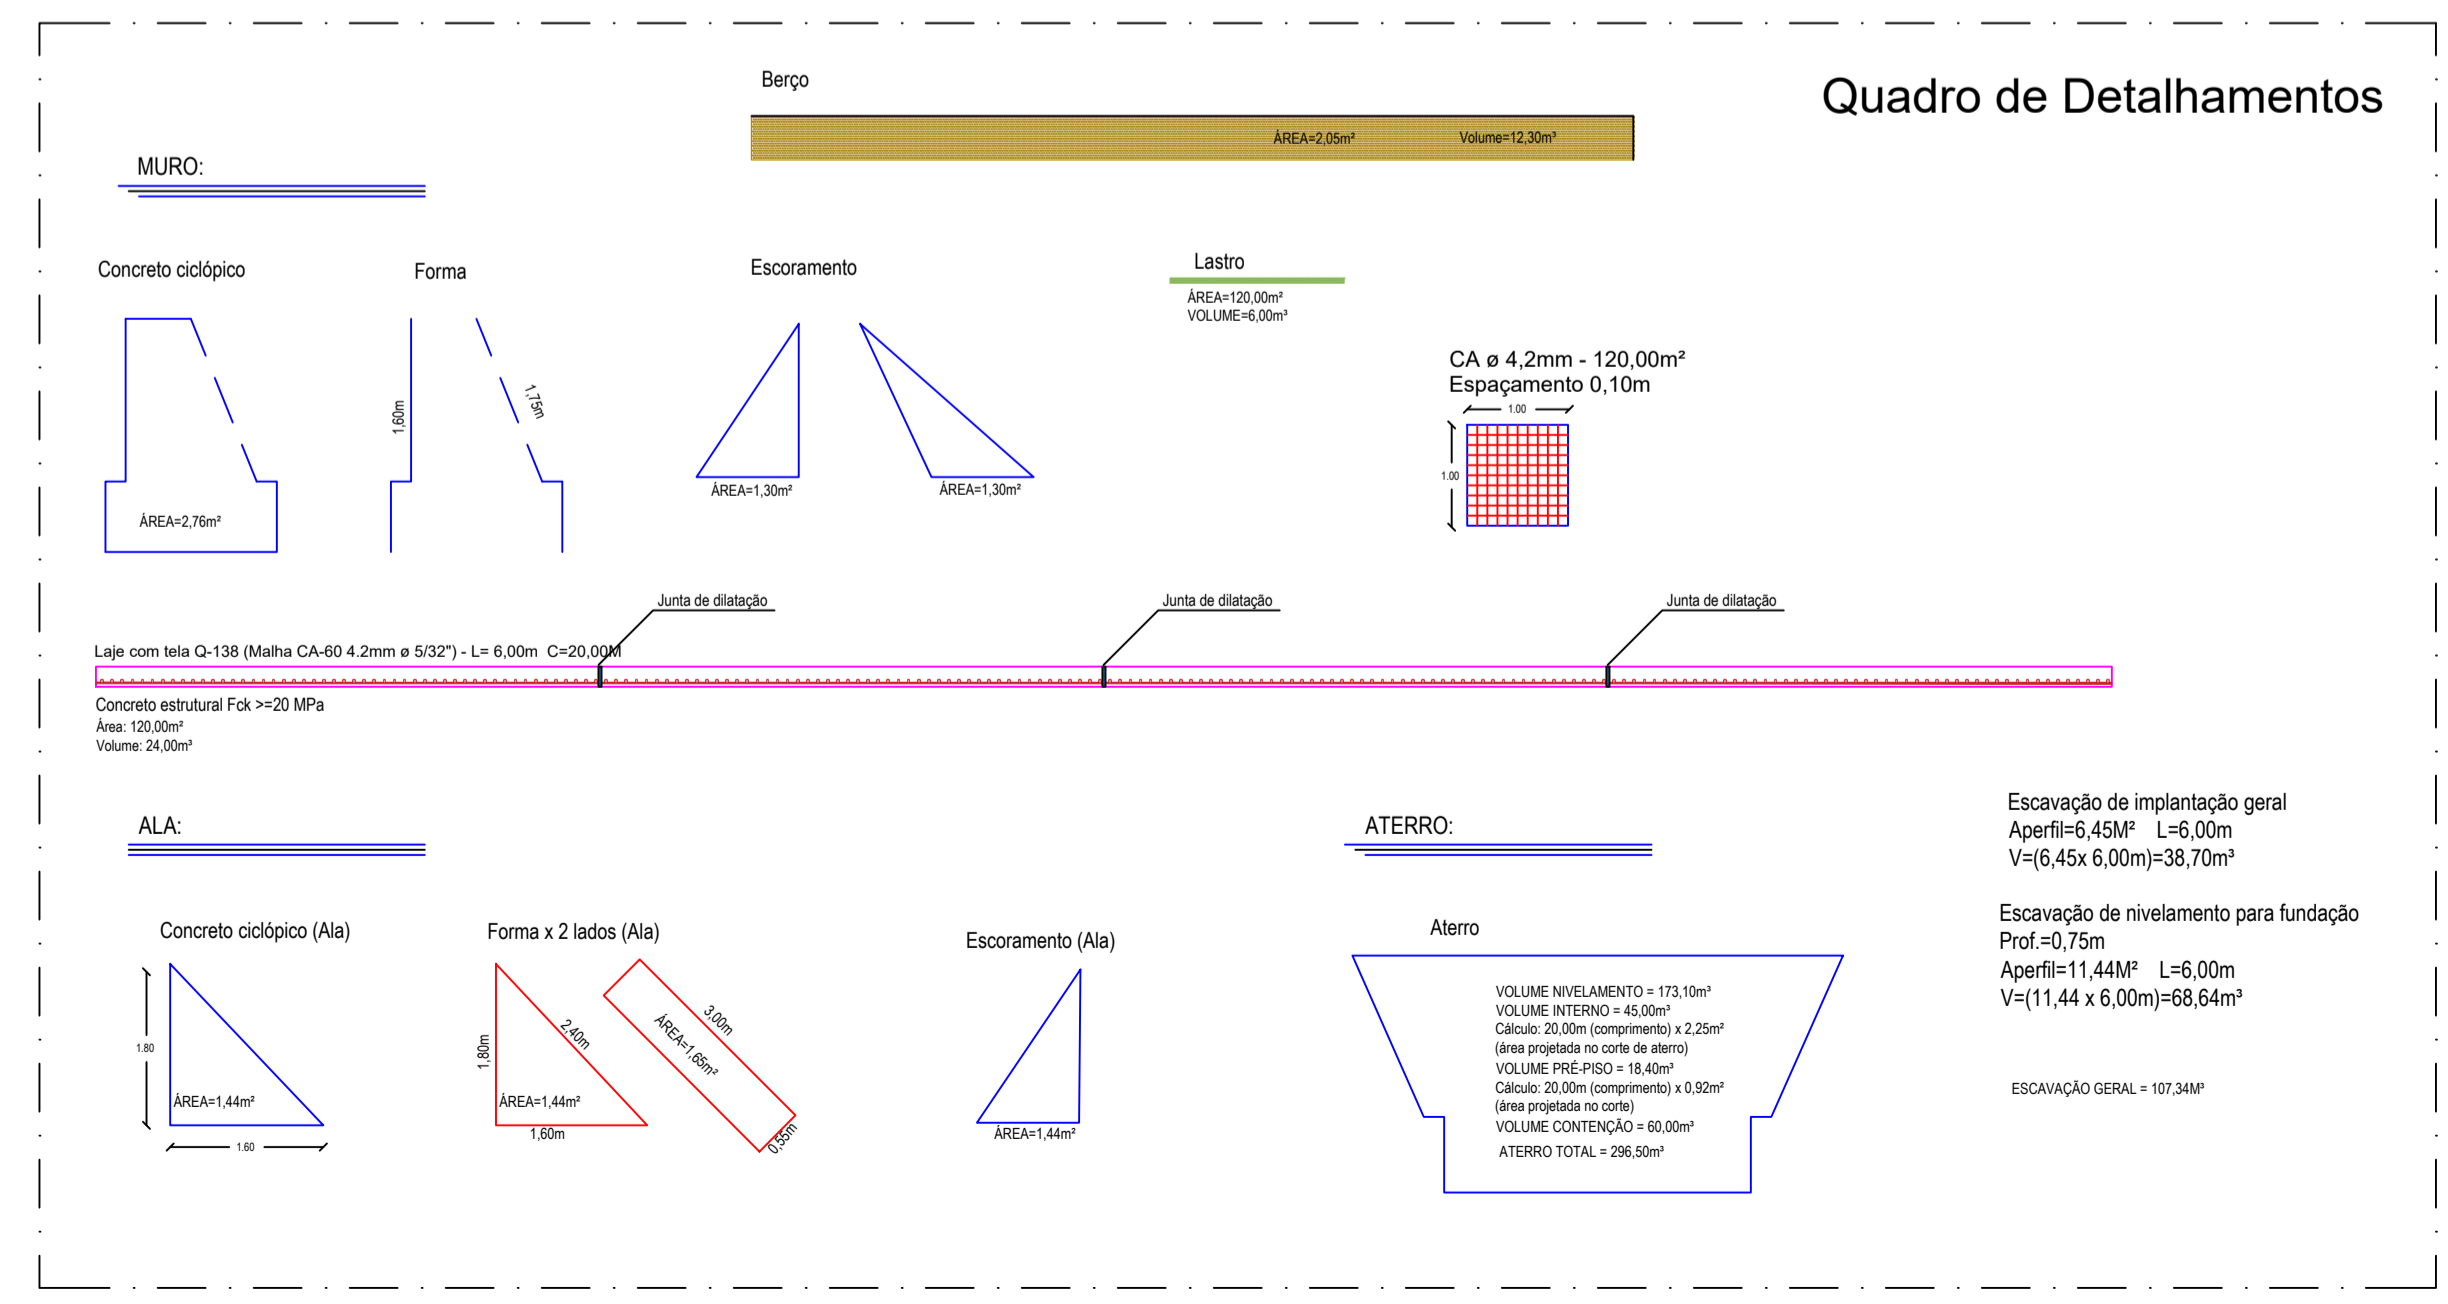 Quadro de Detalhamentos
Berço
ÁREA=2,05m²
Volume=12,30m³
MURO:
Concreto ciclópico
ÁREA=2,76m²
Forma
1,60m
1,75m
Escoramento
ÁREA=1,30m²
ÁREA=1,30m²
Lastro
ÁREA=120,00m²
VOLUME=6,00m³
CA ø 4,2mm - 120,00m²
Espaçamento 0,10m
1.00
1.00
Junta de dilatação
Junta de dilatação
Junta de dilatação
Laje com tela Q-138 (Malha CA-60 4.2mm ø 5/32") - L= 6,00m C=20,00M
Concreto estrutural Fck >=20 MPa
Área: 120,00m²
Volume: 24,00m³
ALA:
Concreto ciclópico (Ala)
1.80
ÁREA=1,44m²
1.60
Forma x 2 lados (Ala)
1,80m
2,40m
ÁREA=1,44m²
1,60m
3,00m
ÁREA=1,65m²
0,55m
Escoramento (Ala)
ÁREA=1,44m²
ATERRO:
Aterro
VOLUME NIVELAMENTO = 173,10m³
VOLUME INTERNO = 45,00m³
Cálculo: 20,00m (comprimento) x 2,25m²
(área projetada no corte de aterro)
VOLUME PRÉ-PISO = 18,40m³
Cálculo: 20,00m (comprimento) x 0,92m²
(área projetada no corte)
VOLUME CONTENÇÃO = 60,00m³
ATERRO TOTAL = 296,50m³
Escavação de implantação geral
Aperfil=6,45M² L=6,00m
V=(6,45x 6,00m)=38,70m³
Escavação de nivelamento para fundação
Prof.=0,75m
Aperfil=11,44M² L=6,00m
V=(11,44 x 6,00m)=68,64m³
ESCAVAÇÃO GERAL = 107,34M³